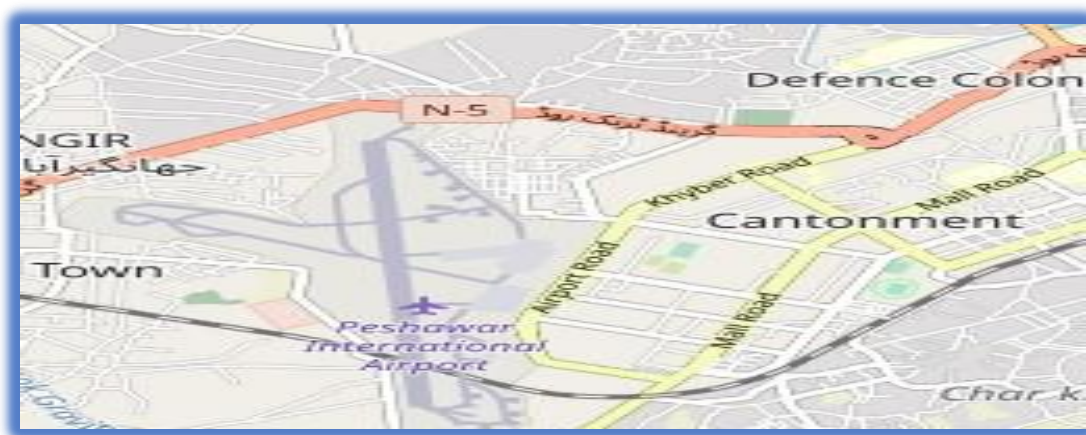 Defence Colon
N-5
گرینڈ ٹرنک روڈ
NGIR
جهانگیرآبا
Khyber Road
Mall Road
Cantonment
Town
Airport Road
Mall Road
Peshawar
International
Airport
Char k